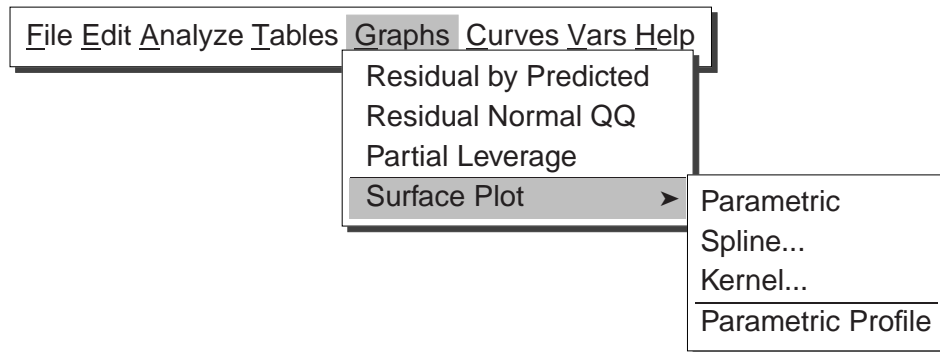 File Edit Analyze Tables Graphs Curves Vars Help
Residual by Predicted
Residual Normal QQ
Partial Leverage
Surface Plot ➤
Parametric
Spline...
Kernel...
Parametric Profile